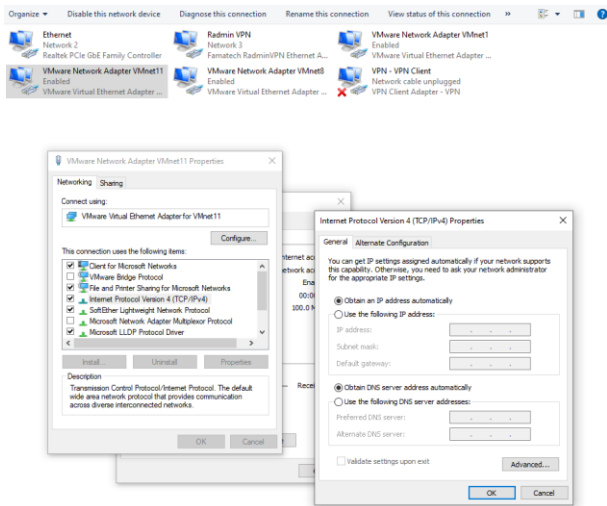 Organize Disable this network device Diagnose this connection Rename this connection View status of this connection »
Ethernet
Network 2
Realtek PCIe GbE Family Controller
Radmin VPN
Network 3
Famatech RadminVPN Ethernet A...
VMware Network Adapter VMnet1
Enabled
VMware Virtual Ethernet Adapter ...
VMware Network Adapter VMnet11
Enabled
VMware Virtual Ethernet Adapter ...
VMware Network Adapter VMnet8
Enabled
VMware Virtual Ethernet Adapter ...
VPN - VPN Client
Network cable unplugged
VPN Client Adapter - VPN
VMware Network Adapter VMnet11 Properties
Networking Sharing
Connect using:
VMware Virtual Ethernet Adapter for VMnet11
Configure...
This connection uses the following items:
Client for Microsoft Networks
VMware Bridge Protocol
File and Printer Sharing for Microsoft Networks
Internet Protocol Version 4 (TCP/IPv4)
SoftEther Lightweight Network Protocol
Microsoft Network Adapter Multiplexor Protocol
Microsoft LLDP Protocol Driver
Install... Uninstall Properties
Description
Transmission Control Protocol/Internet Protocol. The default
wide area network protocol that provides communication
across diverse interconnected networks.
OK Cancel
Internet Protocol Version 4 (TCP/IPv4) Properties
General Alternate Configuration
You can get IP settings assigned automatically if your network supports
this capability. Otherwise, you need to ask your network administrator
for the appropriate IP settings.
Obtain an IP address automatically
Use the following IP address:
IP address:
Subnet mask:
Default gateway:
Obtain DNS server address automatically
Use the following DNS server addresses:
Preferred DNS server:
Alternate DNS server:
Validate settings upon exit
Advanced...
OK Cancel